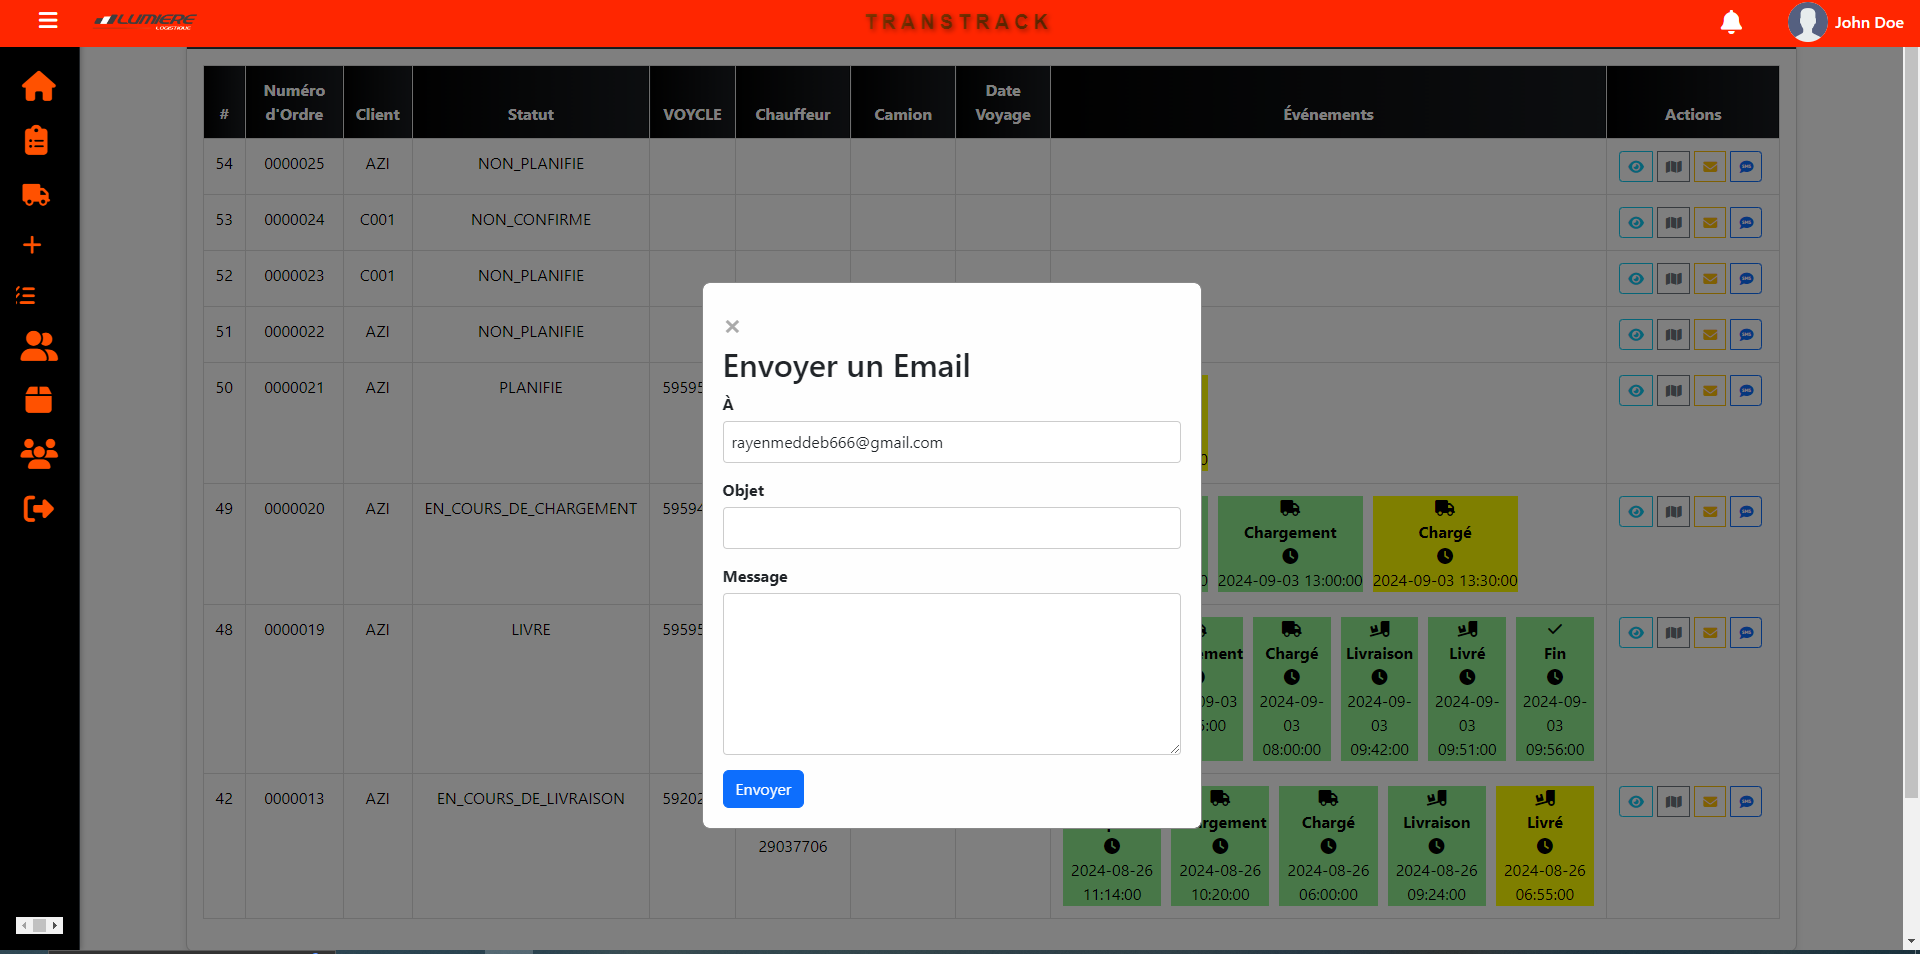 LUMIERE
LOGISTIQUE
TRANSTRACK
John Doe
# Numéro d'Ordre Client Statut VOYCLE Chauffeur Camion Date Voyage Événements Actions
54 0000025 AZI NON_PLANIFIE
53 0000024 C001 NON_CONFIRME
52 0000023 C001 NON_PLANIFIE
51 0000022 AZI NON_PLANIFIE
50 0000021 AZI PLANIFIE 5959
49 0000020 AZI EN_COURS_DE_CHARGEMENT 5959
Chargement Chargé
2024-09-03 13:00:00 2024-09-03 13:30:00
48 0000019 AZI LIVRE 5959
ement Chargé Livraison Livré Fin
09-03 2024-09- 2024-09- 2024-09- 2024-09-
:00 03 03 03 03
08:00:00 09:42:00 09:51:00 09:56:00
42 0000013 AZI EN_COURS_DE_LIVRAISON 5920
rgement Chargé Livraison Livré
29037706
2024-08-26 2024-08-26 2024-08-26 2024-08-26 2024-08-26
11:14:00 10:20:00 06:00:00 09:24:00 06:55:00
×
Envoyer un Email
À
rayenmeddeb666@gmail.com
Objet
Message
Envoyer